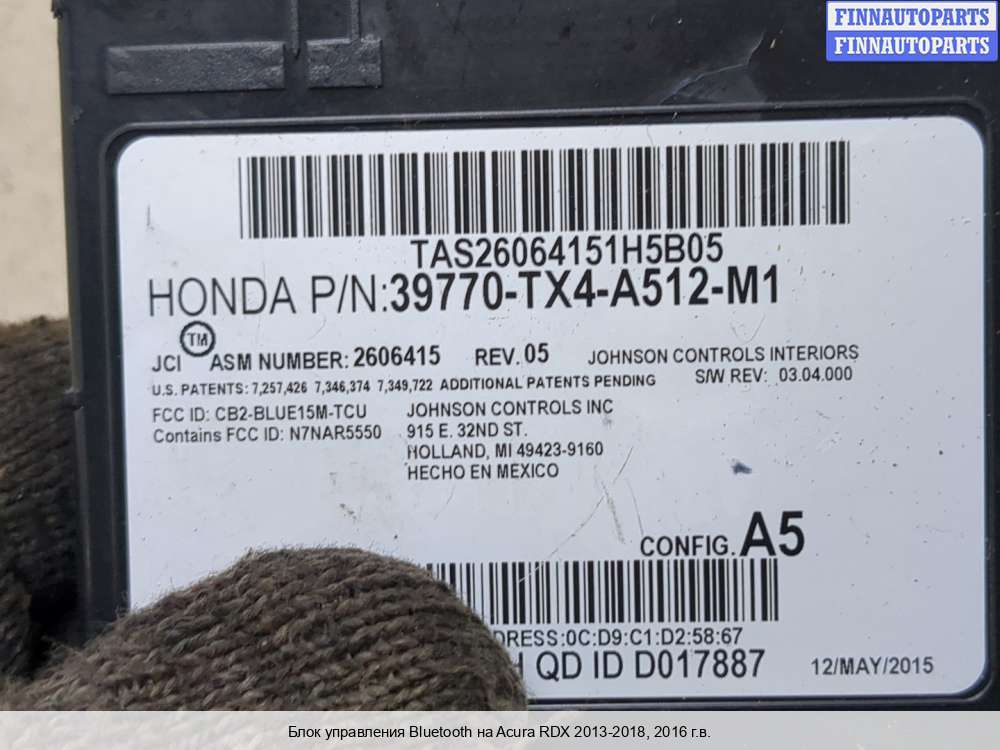 FINNAUTOPARTS
FINNAUTOPARTS
TAS26064151H5B05
HONDA P/N:39770-TX4-A512-M1
JCI TM ASM NUMBER: 2606415 REV. 05 JOHNSON CONTROLS INTERIORS
U.S. PATENTS: 7,257,426 7,346,374 7,349,722 ADDITIONAL PATENTS PENDING S/W REV: 03.04.000
FCC ID: CB2-BLUE15M-TCU JOHNSON CONTROLS INC
Contains FCC ID: N7NAR5550 915 E. 32ND ST.
HOLLAND, MI 49423-9160
HECHO EN MEXICO
CONFIG. A5
DRESS:0C:D9:C1:D2:58:67
H QD ID D017887 12/MAY/2015
Блок управления Bluetooth на Acura RDX 2013-2018, 2016 г.в.